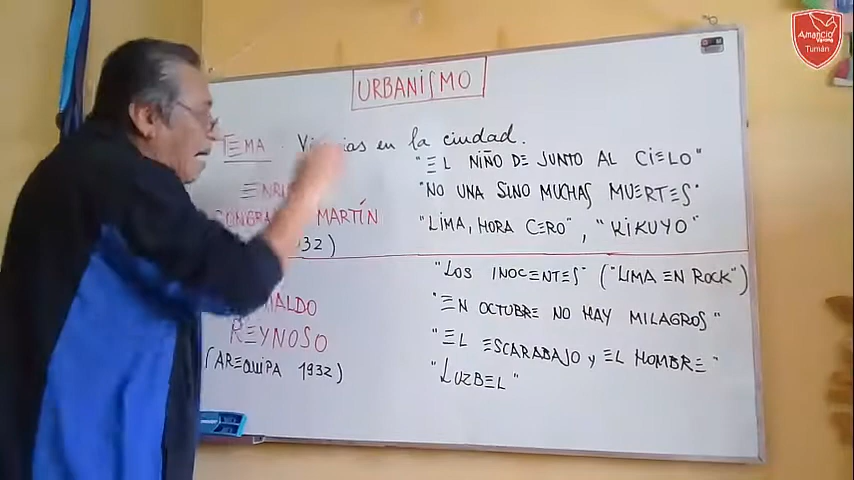 Amancio
Varona
Tumán
URBANISMO
TEMA en la ciudad.
"EL NIÑO DE JUNTO AL CIELO"
"NO UNA SINO MUCHAS MUERTES"
MARTÍN
"LIMA, HORA CERO", "KIKUYO"
"LOS INOCENTES" ("LIMA EN ROCK")
"EN OCTUBRE NO HAY MILAGROS"
REYNOSO
"EL ESCARABAJO y EL HOMBRE"
(AREQUIPA 1932)
"LUZBEL"